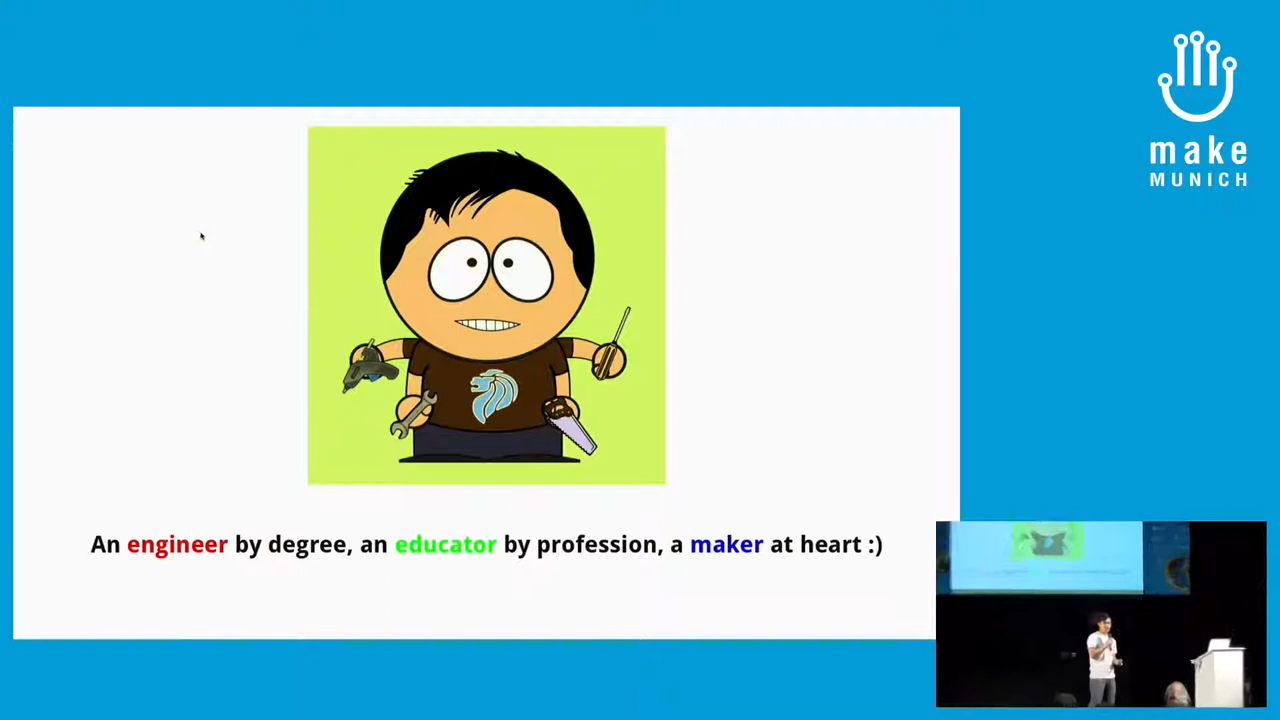 make
MUNICH
An engineer by degree, an educator by profession, a maker at heart :)